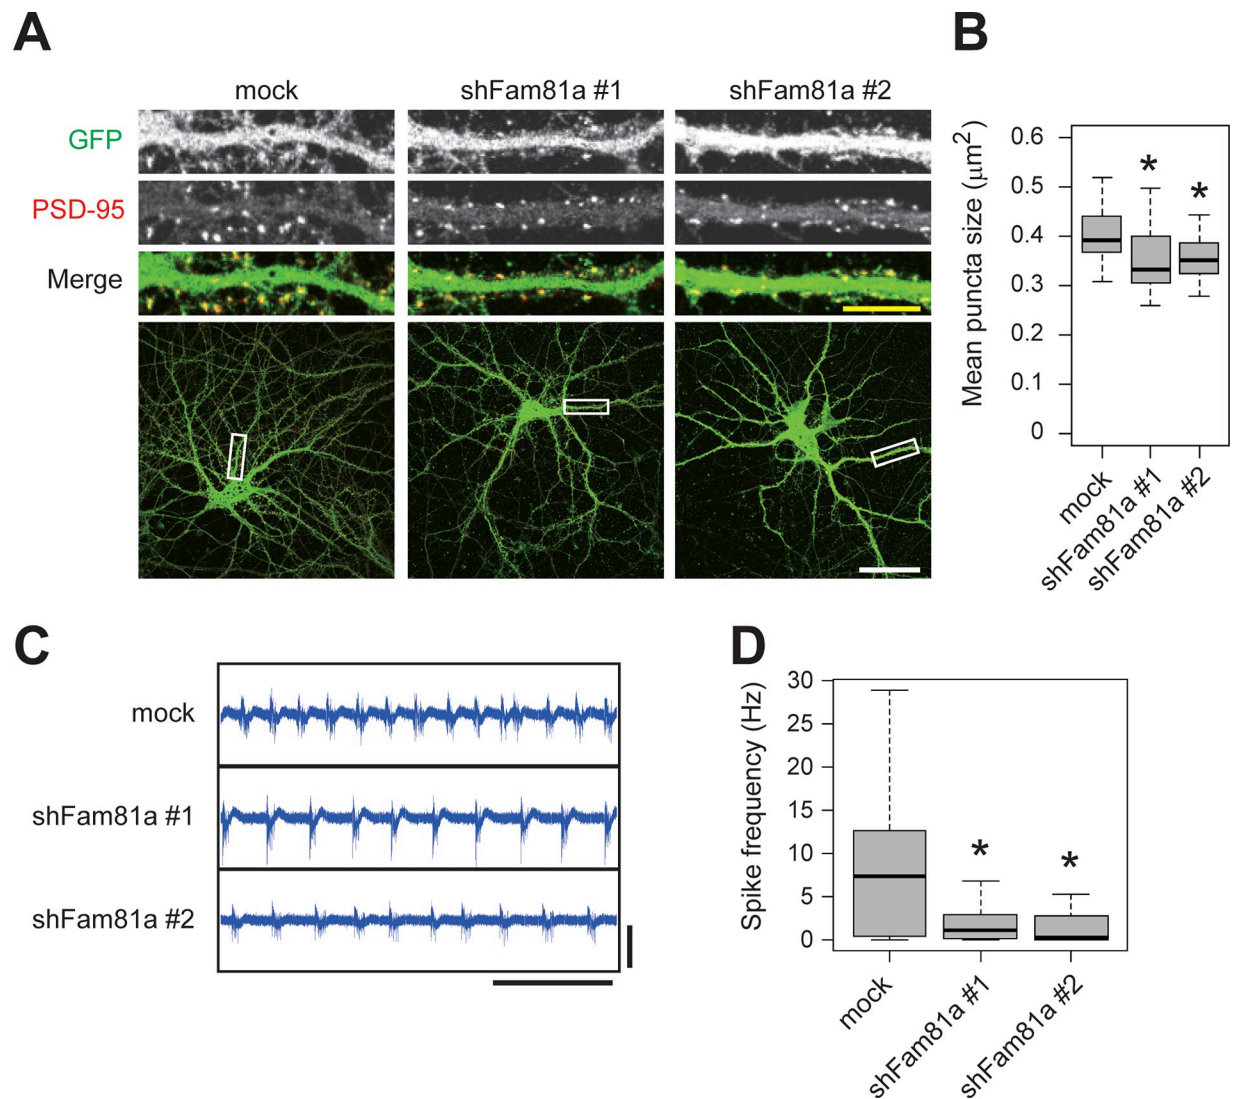 A
mock
shFam81a #1
shFam81a #2
GFP
PSD-95
Merge
B
Mean puncta size (μm²)
0.6
0.5
0.4
0.3
0.2
0.1
0
*
*
mock
shFam81a #1
shFam81a #2
C
mock
shFam81a #1
shFam81a #2
D
Spike frequency (Hz)
30
25
20
15
10
5
0
*
*
mock
shFam81a #1
shFam81a #2